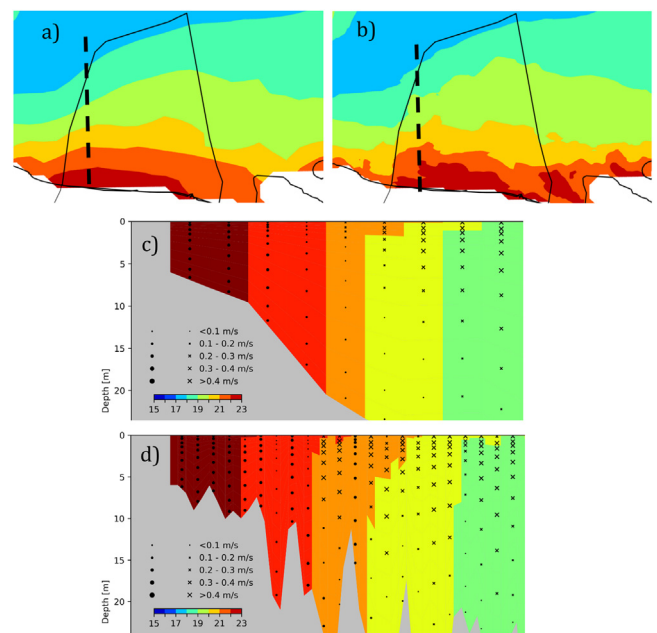 a)
b)
c)
0
5
10
15
20
Depth [m]
<0.1 m/s
0.1 - 0.2 m/s
0.2 - 0.3 m/s
0.3 - 0.4 m/s
>0.4 m/s
15 17 19 21 23
d)
0
5
10
15
20
Depth [m]
<0.1 m/s
0.1 - 0.2 m/s
0.2 - 0.3 m/s
0.3 - 0.4 m/s
>0.4 m/s
15 17 19 21 23